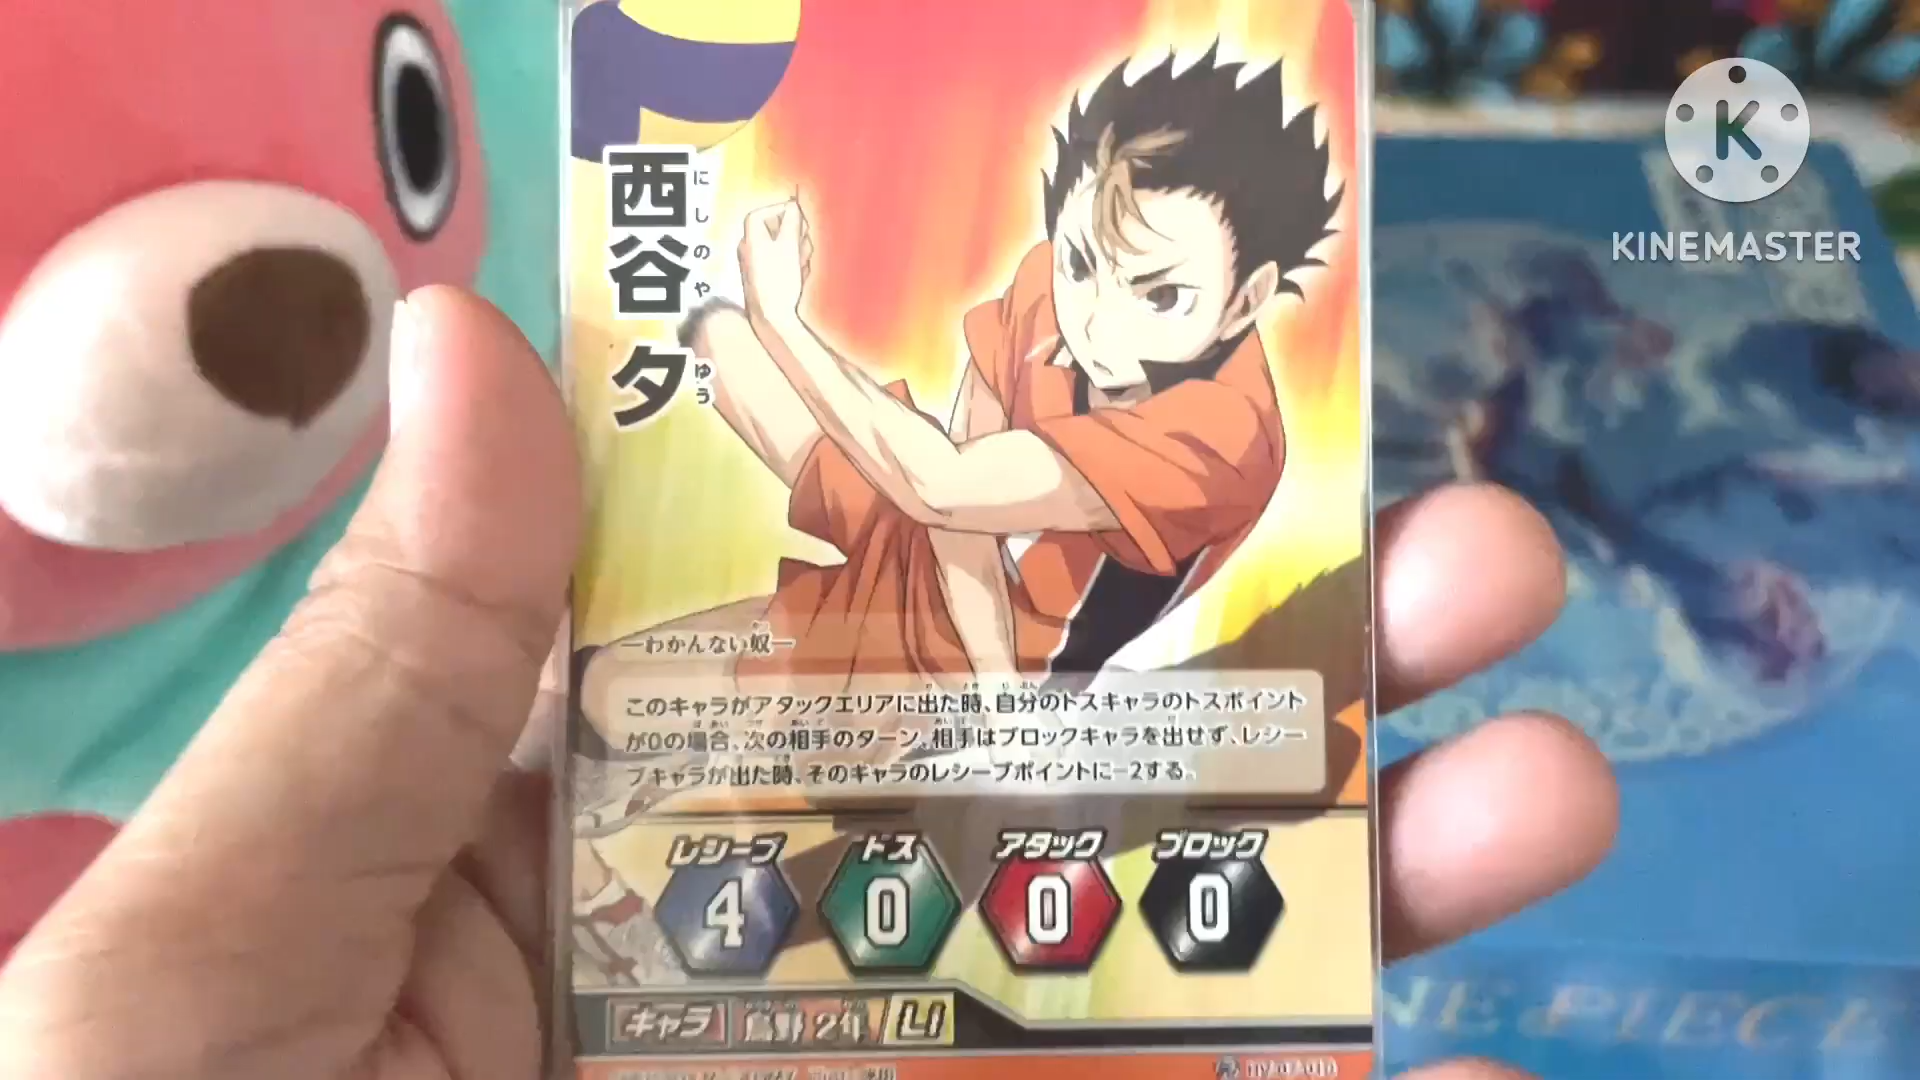 K
KINEMASTER
西谷 夕
にしのや ゆう
―わかんない奴―
このキャラがアタックエリアに出た時、自分のトスキャラのトスポイント
が0の場合、次の相手のターン、相手はブロックキャラを出せず、レシー
ブキャラが出た時、そのキャラのレシーブポイントに-2する。
レシーブ トス アタック ブロック
4 0 0 0
キャラ 烏野 2年 LI
NE PIECE